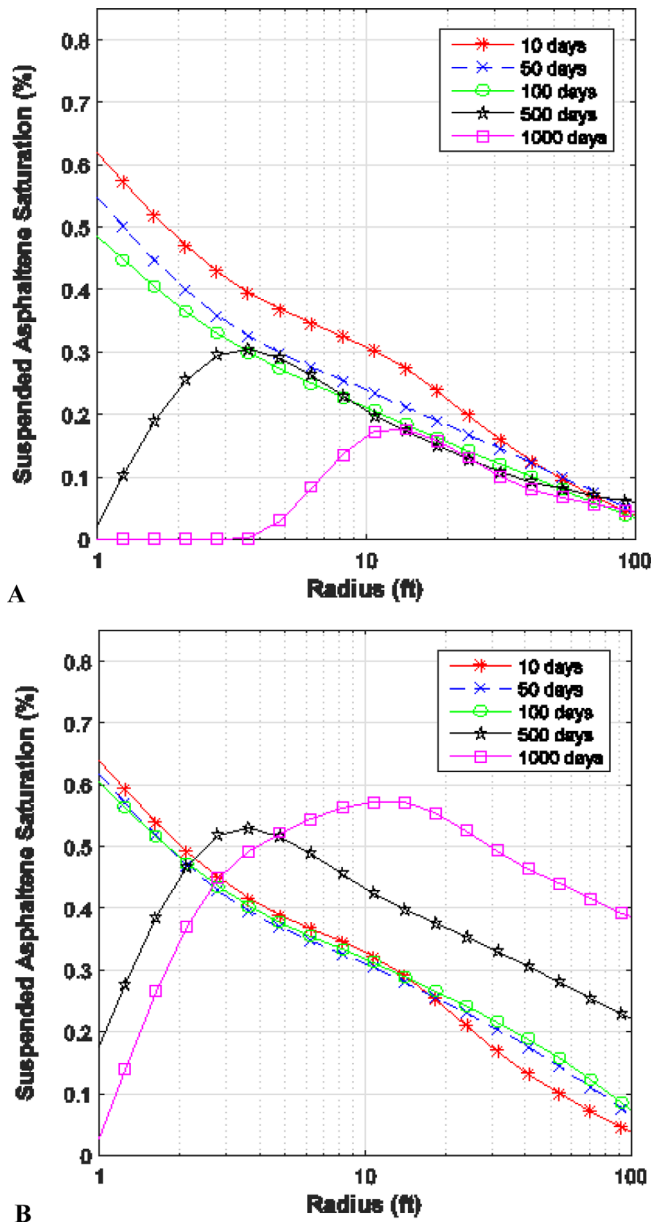 0.8
0.7
0.6
0.5
0.4
0.3
0.2
0.1
0
Suspended Asphaltene Saturation (%)
10 days
50 days
100 days
500 days
1000 days
1 10 100
Radius (ft)
A
0.8
0.7
0.6
0.5
0.4
0.3
0.2
0.1
0
Suspended Asphaltene Saturation (%)
10 days
50 days
100 days
500 days
1000 days
1 10 100
Radius (ft)
B